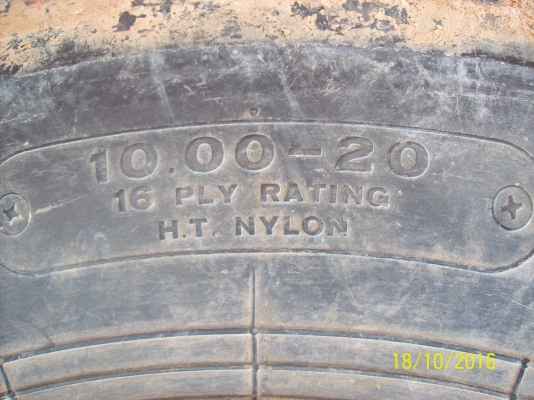 10.00-20
16 PLY RATING
H.T. NYLON
18/10/2016